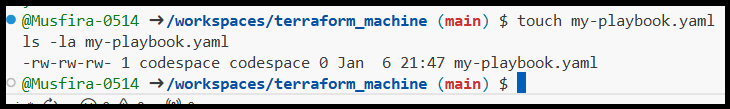 @Musfira-0514 ➜/workspaces/terraform_machine (main) $ touch my-playbook.yaml
ls -la my-playbook.yaml
-rw-rw-rw- 1 codespace codespace 0 Jan  6 21:47 my-playbook.yaml
@Musfira-0514 ➜/workspaces/terraform_machine (main) $